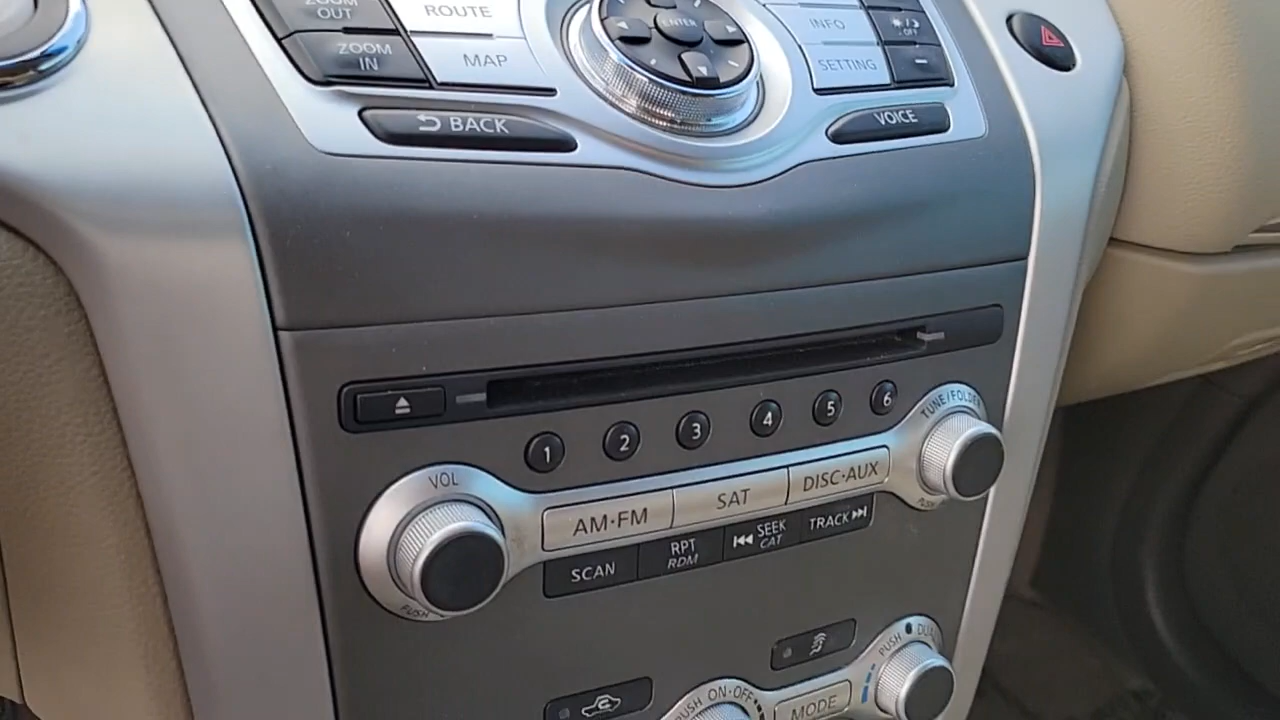 ZOOM
OUT
ROUTE
ZOOM
IN
MAP
ENTER
INFO
OFF
SETTING
BACK
VOICE
1
2
3
4
5
6
VOL
TUNE/FOLDER
PUSH
AM·FM
SAT
DISC·AUX
PUSH
SCAN
RPT
RDM
SEEK
CAT
TRACK
PUSH
DUAL
PUSH
ON·OFF
MODE